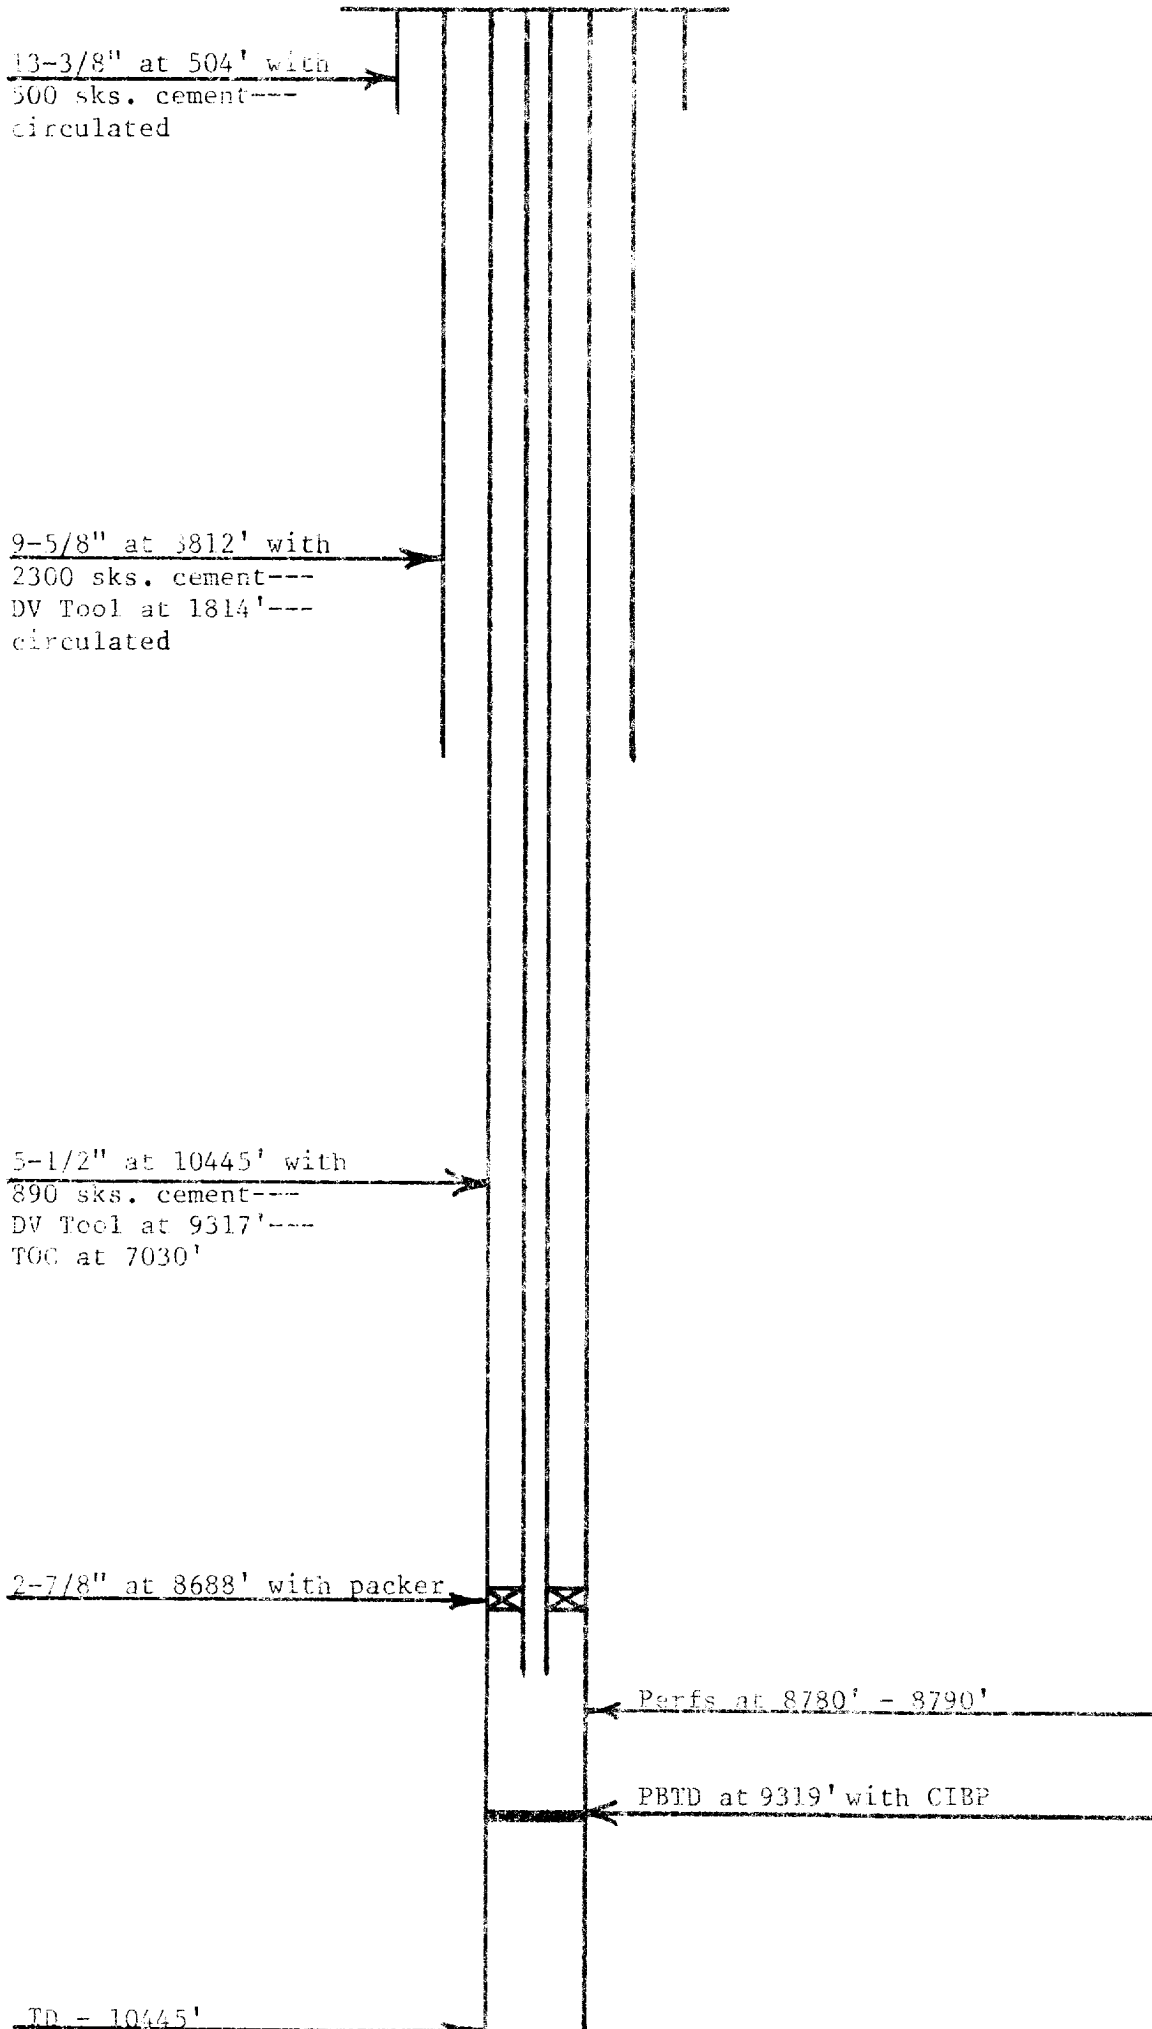 13-3/8" at 504' with
500 sks. cement---
circulated
9-5/8" at 3812' with
2300 sks. cement---
DV Tool at 1814'---
circulated
5-1/2" at 10445' with
890 sks. cement---
DV Tool at 9317'---
TOC at 7030'
2-7/8" at 8688' with packer
Perfs at 8780' - 8790'
PBTD at 9319' with CIBP
TD - 10445'